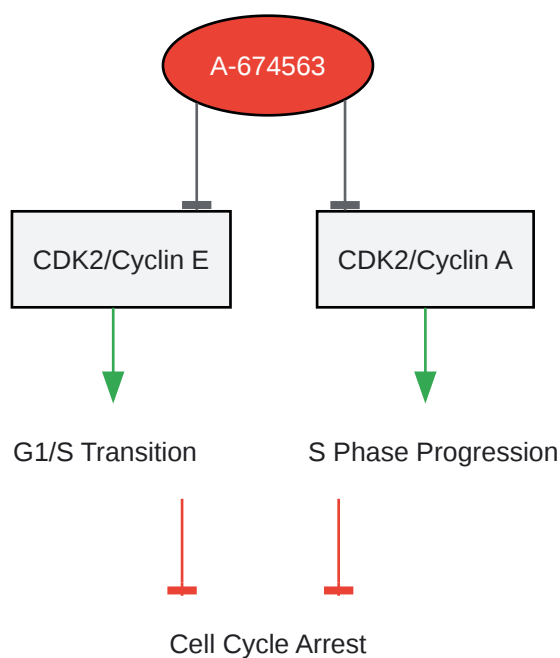 A-674563
CDK2/Cyclin E
CDK2/Cyclin A
G1/S Transition
S Phase Progression
Cell Cycle Arrest